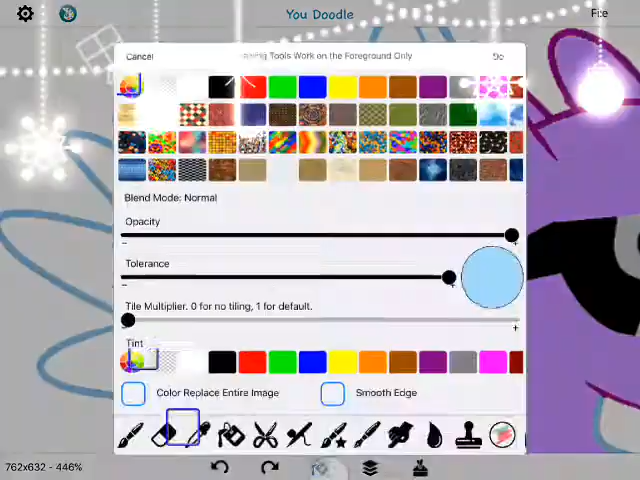 You Doodle
Cancel
Tools Work on the Foreground Only
Blend Mode: Normal
Opacity
Tolerance
Tile Multiplier. 0 for no tiling, 1 for default.
Tint
Color Replace Entire Image
Smooth Edge
762x632 - 446%